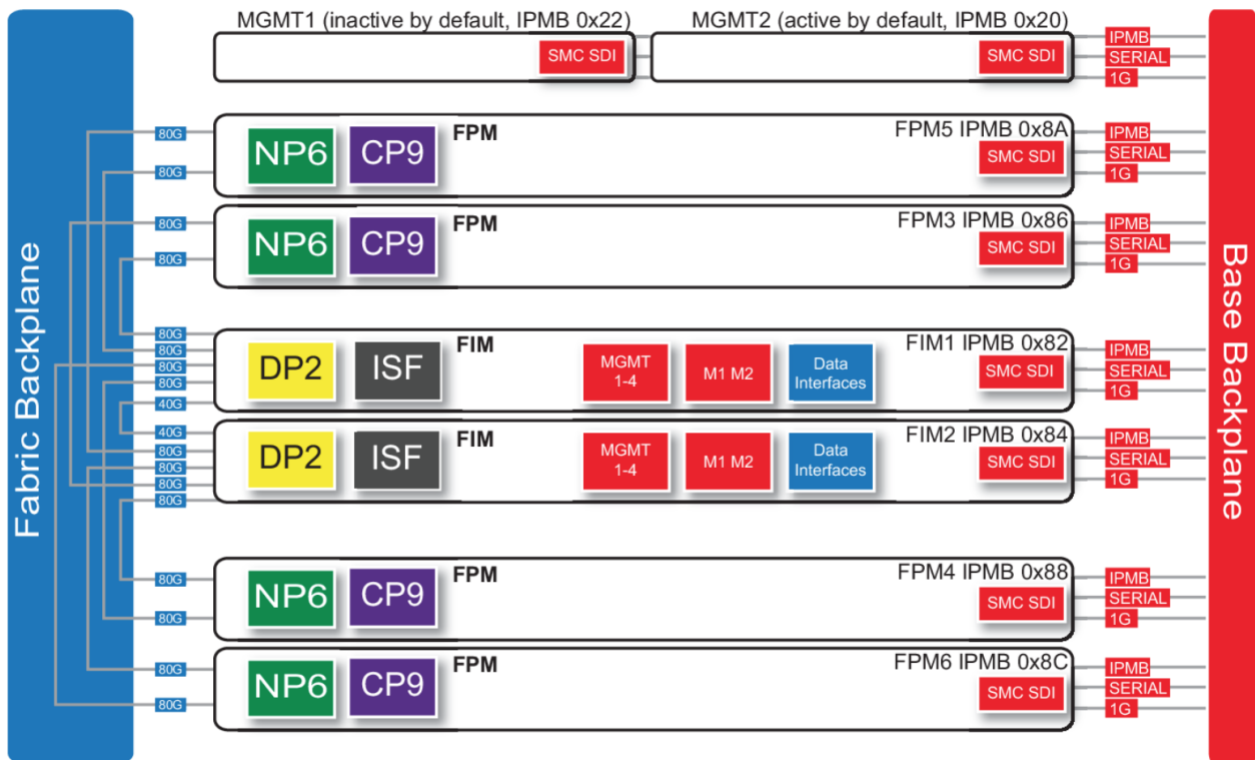 MGMT1 (inactive by default, IPMB 0x22)
MGMT2 (active by default, IPMB 0x20)
SMC SDI
SMC SDI
IPMB
SERIAL
1G
Fabric Backplane
Base Backplane
80G
80G
NP6
CP9
FPM
FPM5 IPMB 0x8A
SMC SDI
IPMB
SERIAL
1G
80G
80G
NP6
CP9
FPM
FPM3 IPMB 0x86
SMC SDI
IPMB
SERIAL
1G
80G
80G
80G
80G
40G
DP2
ISF
FIM
MGMT
1-4
M1 M2
Data
Interfaces
FIM1 IPMB 0x82
SMC SDI
IPMB
SERIAL
1G
40G
80G
80G
80G
80G
DP2
ISF
FIM
MGMT
1-4
M1 M2
Data
Interfaces
FIM2 IPMB 0x84
SMC SDI
IPMB
SERIAL
1G
80G
80G
NP6
CP9
FPM
FPM4 IPMB 0x88
SMC SDI
IPMB
SERIAL
1G
80G
80G
NP6
CP9
FPM
FPM6 IPMB 0x8C
SMC SDI
IPMB
SERIAL
1G